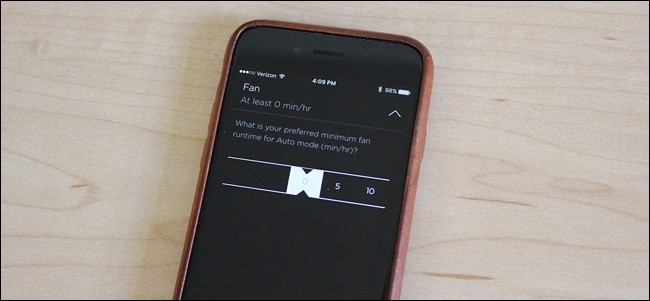 Verizon 4:09 PM 98%
Fan
At least 0 min/hr
What is your preferred minimum fan
runtime for Auto mode (min/hr)?
0 5 10